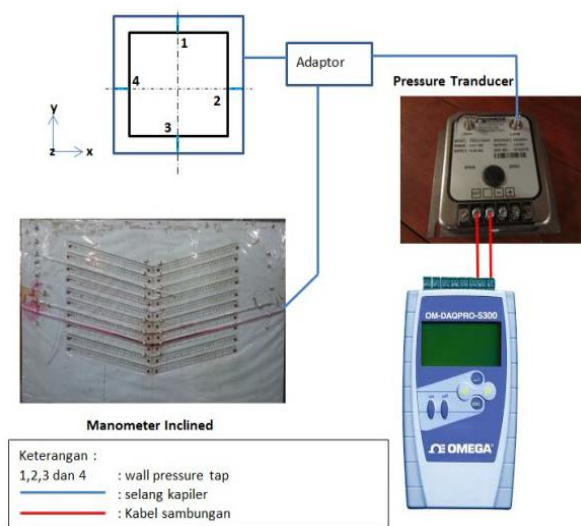 1
4
2
3
y
z
x
Adaptor
Pressure Tranducer
OMEGA
Manometer Inclined
OM-DAQPRO-5300
OMEGA
Keterangan :
1,2,3 dan 4 : wall pressure tap
: selang kapiler
: Kabel sambungan